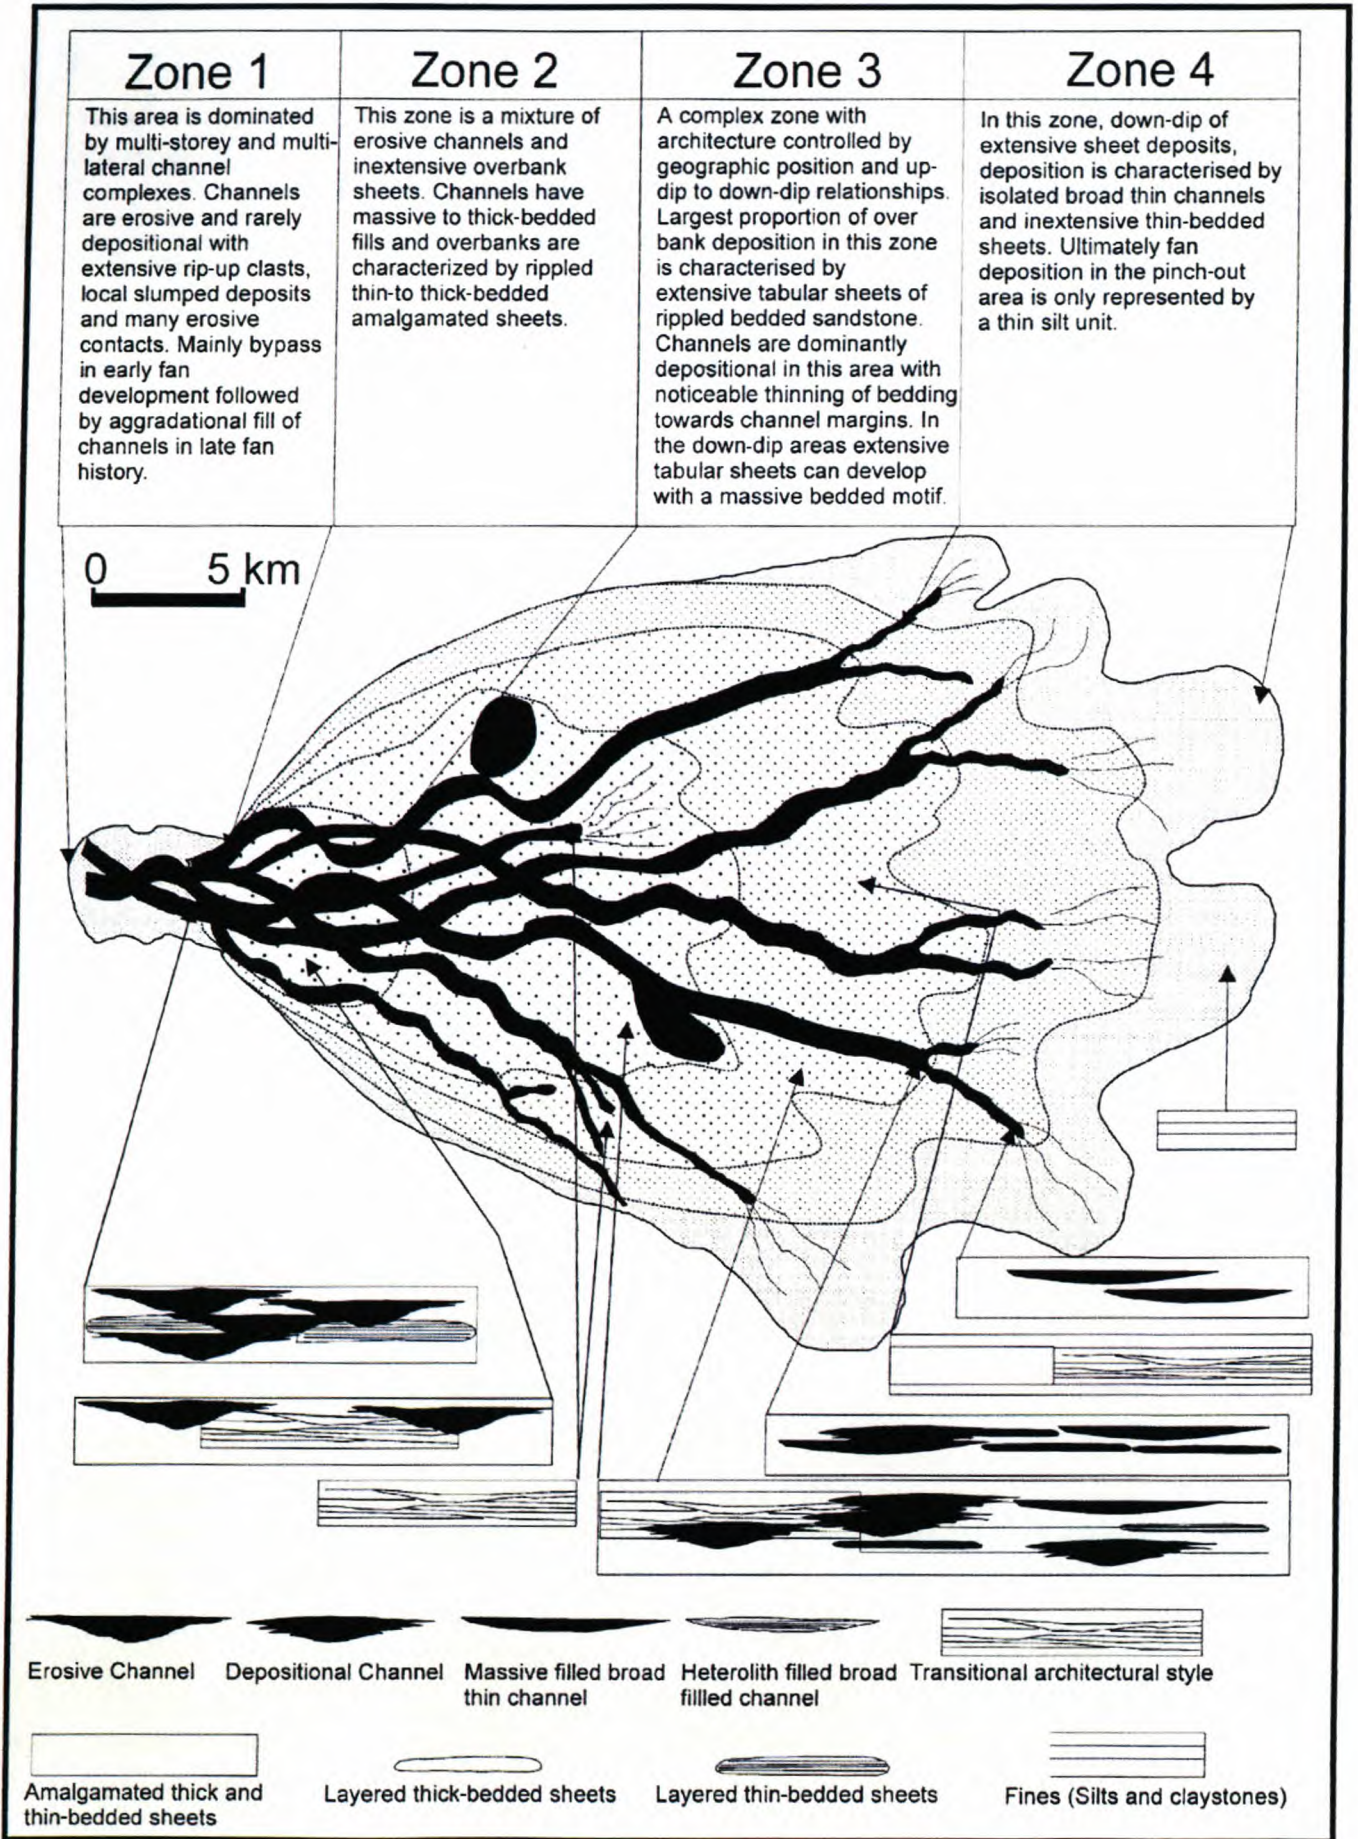 Zone 1
This area is dominated
by multi-storey and multi-
lateral channel
complexes. Channels
are erosive and rarely
depositional with
extensive rip-up clasts,
local slumped deposits
and many erosive
contacts. Mainly bypass
in early fan
development followed
by aggradational fill of
channels in late fan
history.
Zone 2
This zone is a mixture of
erosive channels and
inextensive overbank
sheets. Channels have
massive to thick-bedded
fills and overbanks are
characterized by rippled
thin-to thick-bedded
amalgamated sheets.
Zone 3
A complex zone with
architecture controlled by
geographic position and up-
dip to down-dip relationships.
Largest proportion of over
bank deposition in this zone
is characterised by
extensive tabular sheets of
rippled bedded sandstone.
Channels are dominantly
depositional in this area with
noticeable thinning of bedding
towards channel margins. In
the down-dip areas extensive
tabular sheets can develop
with a massive bedded motif.
Zone 4
In this zone, down-dip of
extensive sheet deposits,
deposition is characterised by
isolated broad thin channels
and inextensive thin-bedded
sheets. Ultimately fan
deposition in the pinch-out
area is only represented by
a thin silt unit.
0 5 km
Erosive Channel
Depositional Channel
Massive filled broad
thin channel
Heterolith filled broad
fillled channel
Transitional architectural style
Amalgamated thick and
thin-bedded sheets
Layered thick-bedded sheets
Layered thin-bedded sheets
Fines (Silts and claystones)